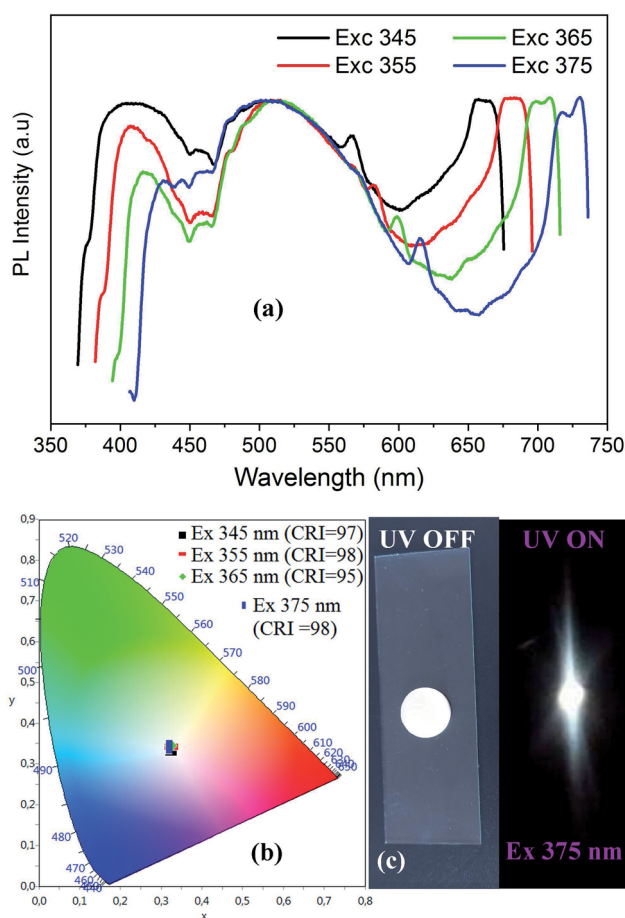 (a)
Exc 345
Exc 365
Exc 355
Exc 375
PL Intensity (a.u)
350 400 450 500 550 600 650 700 750
Wavelength (nm)
0,9
0,8
0,7
0,6
0,5
0,4
0,3
0,2
0,1
0,0
y
0,0 0,1 0,2 0,3 0,4 0,5 0,6 0,7 0,8
x
520
530
540
550
560
570
580
590
600
610
620
510
500
490
480
470
460
Ex 345 nm (CRI=97)
Ex 355 nm (CRI=98)
Ex 365 nm (CRI=95)
Ex 375 nm
(CRI =98)
(b)
UV OFF
UV ON
(c)
Ex 375 nm